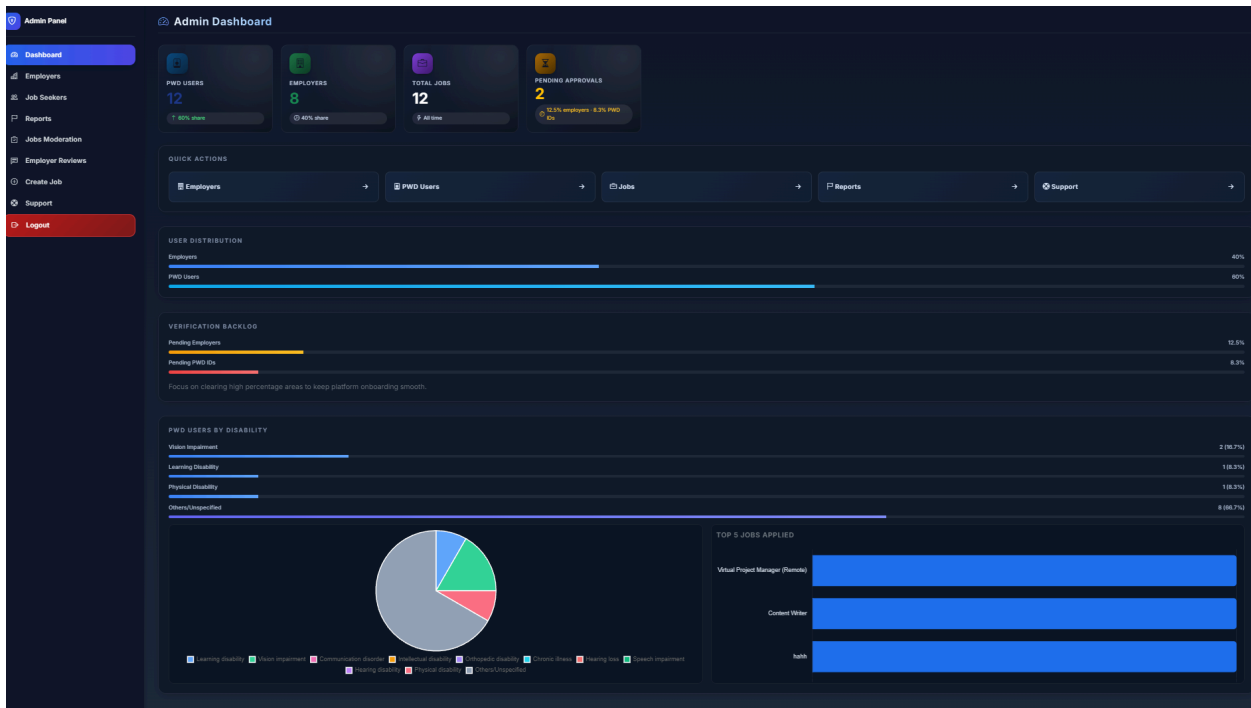 Admin Panel
Dashboard
Employers
Job Seekers
Reports
Jobs Moderation
Employer Reviews
Create Job
Support
Logout
Admin Dashboard
PWD USERS
12
↑ 60% share
EMPLOYERS
8
40% share
TOTAL JOBS
12
All time
PENDING APPROVALS
2
12.5% employers · 8.3% PWD
IDs
QUICK ACTIONS
Employers →
PWD Users →
Jobs →
Reports →
Support →
USER DISTRIBUTION
Employers 40%
PWD Users 60%
VERIFICATION BACKLOG
Pending Employers 12.5%
Pending PWD IDs 8.3%
Focus on clearing high percentage areas to keep platform onboarding smooth.
PWD USERS BY DISABILITY
Vision Impairment 2 (16.7%)
Learning Disability 1 (8.3%)
Physical Disability 1 (8.3%)
Others/Unspecified 8 (66.7%)
Learning disability Vision impairment Communication disorder Intellectual disability Orthopedic disability Chronic illness Hearing loss Speech impairment
Hearing disability Physical disability Others/Unspecified
TOP 5 JOBS APPLIED
Virtual Project Manager (Remote)
Content Writer
hahh